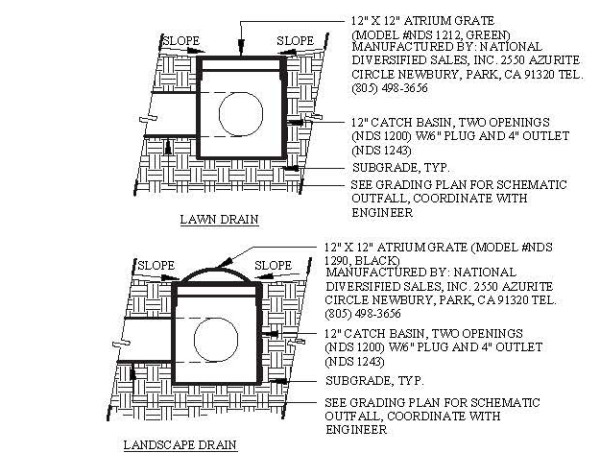 12" X 12" ATRIUM GRATE
(MODEL #NDS 1212, GREEN)
MANUFACTURED BY: NATIONAL
DIVERSIFIED SALES, INC. 2550 AZURITE
CIRCLE NEWBURY, PARK, CA 91320 TEL.
(805) 498-3656
SLOPE
SLOPE
12" CATCH BASIN, TWO OPENINGS
(NDS 1200) W/6" PLUG AND 4" OUTLET
(NDS 1243)
SUBGRADE, TYP.
SEE GRADING PLAN FOR SCHEMATIC
OUTFALL, COORDINATE WITH
ENGINEER
LAWN DRAIN
12" X 12" ATRIUM GRATE (MODEL #NDS
1290, BLACK)
MANUFACTURED BY: NATIONAL
DIVERSIFIED SALES, INC. 2550 AZURITE
CIRCLE NEWBURY, PARK, CA 91320 TEL.
(805) 498-3656
SLOPE
SLOPE
12" CATCH BASIN, TWO OPENINGS
(NDS 1200) W/6" PLUG AND 4" OUTLET
(NDS 1243)
SUBGRADE, TYP.
SEE GRADING PLAN FOR SCHEMATIC
OUTFALL, COORDINATE WITH
ENGINEER
LANDSCAPE DRAIN